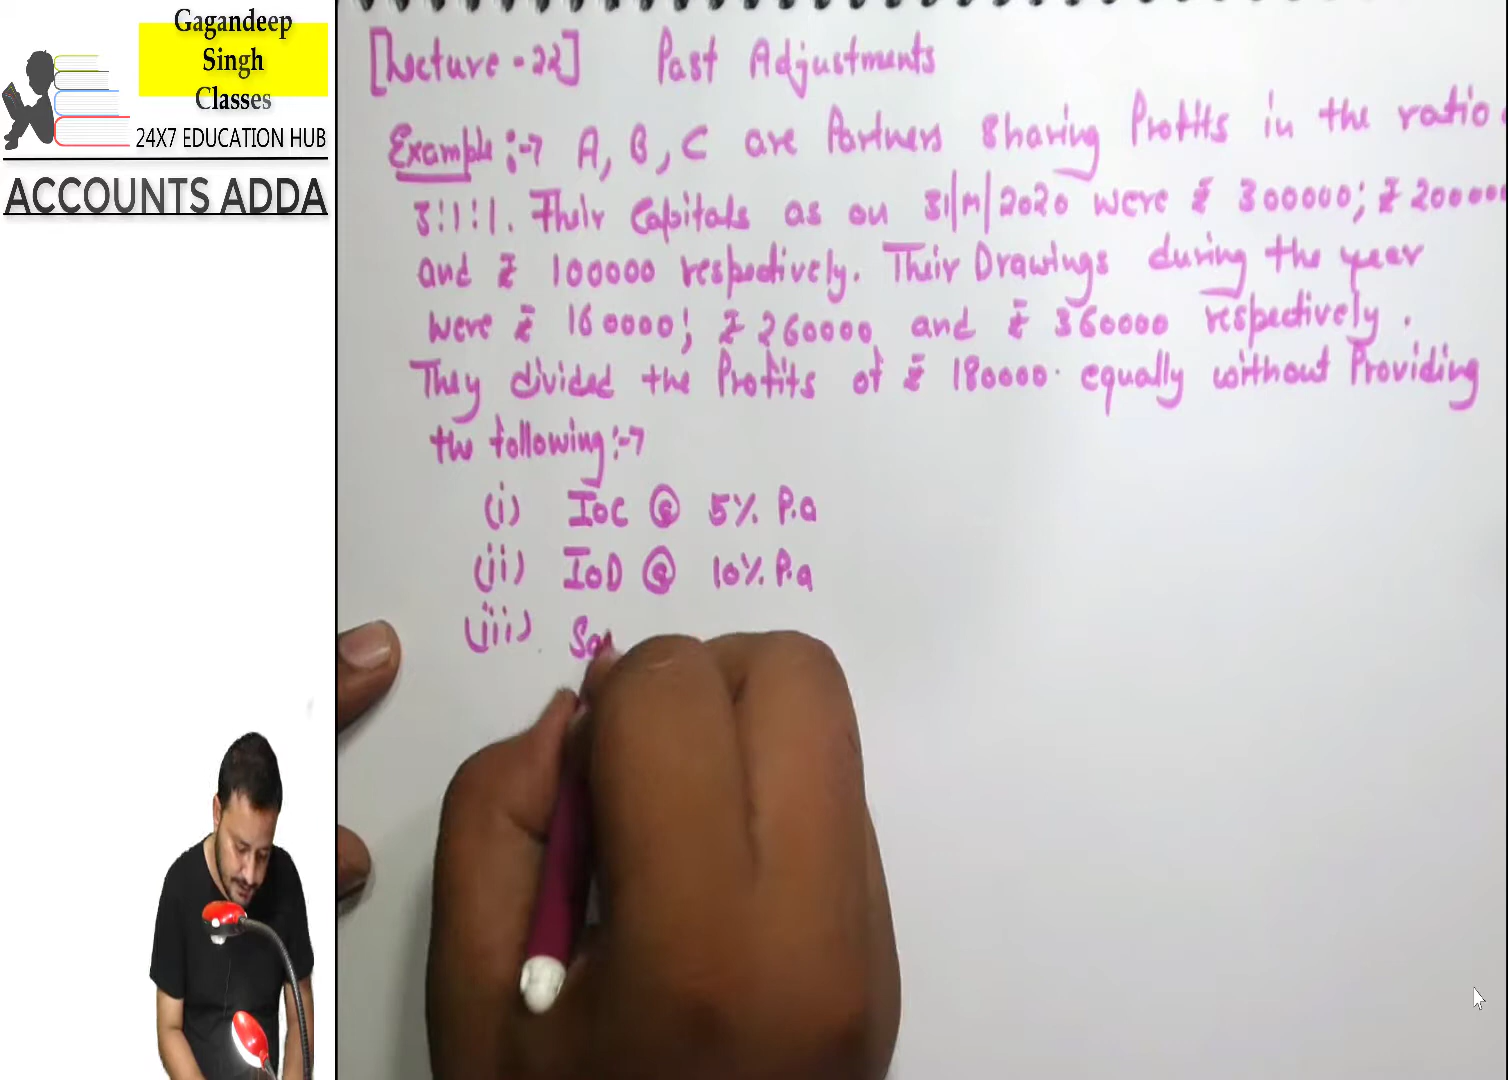 Gagandeep
Singh
Classes
24X7 EDUCATION HUB
ACCOUNTS ADDA
[Lecture-22] Past Adjustments
Example:-7 A, B, C are Partners Sharing Profits in the ratio
3:1:1. Their Capitals as on 31|M|2020 were ₹ 300000; ₹ 200000
and ₹ 100000 respectively. Their Drawings during the year
were ₹ 160000; ₹ 260000 and ₹ 360000 respectively.
They divided the Profits of ₹ 180000. equally without Providing
the following:-7
(i) IOC @ 5% P.a
(ii) IOD @ 10% P.a
(iii)